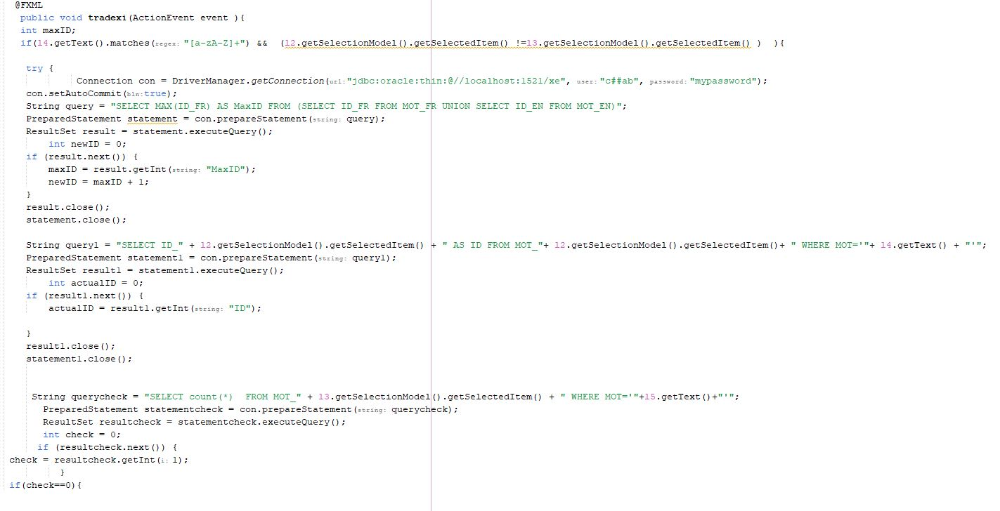 @FXML
public void tradexi(ActionEvent event ){
int maxID;
if(l4.getText().matches(regex: "[a-zA-Z]+") &&  (l2.getSelectionModel().getSelectedItem() !=l3.getSelectionModel().getSelectedItem() )  ){
try {
Connection con = DriverManager.getConnection(url:"jdbc:oracle:thin:@//localhost:1521/xe", user: "c##ab", password: "mypassword");
con.setAutoCommit(bln:true);
String query = "SELECT MAX(ID_FR) AS MaxID FROM (SELECT ID_FR FROM MOT_FR UNION SELECT ID_EN FROM MOT_EN)";
PreparedStatement statement = con.prepareStatement(string: query);
ResultSet result = statement.executeQuery();
int newID = 0;
if (result.next()) {
maxID = result.getInt(string: "MaxID");
newID = maxID + 1;
}
result.close();
statement.close();
String query1 = "SELECT ID_" + l2.getSelectionModel().getSelectedItem() + " AS ID FROM MOT_"+ l2.getSelectionModel().getSelectedItem()+ " WHERE MOT='"+ l4.getText() + "'";
PreparedStatement statement1 = con.prepareStatement(string: query1);
ResultSet result1 = statement1.executeQuery();
int actualID = 0;
if (result1.next()) {
actualID = result1.getInt(string: "ID");
}
result1.close();
statement1.close();
String querycheck = "SELECT count(*)  FROM MOT_" + l3.getSelectionModel().getSelectedItem() + " WHERE MOT='"+l5.getText()+"'";
PreparedStatement statementcheck = con.prepareStatement(string: querycheck);
ResultSet resultcheck = statementcheck.executeQuery();
int check = 0;
if (resultcheck.next()) {
check = resultcheck.getInt(i: 1);
}
if(check==0){